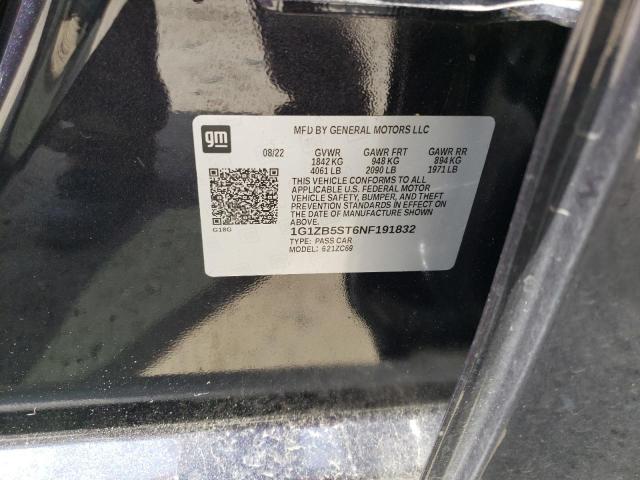 gm
MFD BY GENERAL MOTORS LLC
08/22 GVWR GAWR FRT GAWR RR
1842 KG 948 KG 894 KG
4061 LB 2090 LB 1971 LB
THIS VEHICLE CONFORMS TO ALL
APPLICABLE U.S. FEDERAL MOTOR
VEHICLE SAFETY, BUMPER, AND THEFT
PREVENTION STANDARDS IN EFFECT ON
THE DATE OF MANUFACTURE SHOWN
ABOVE.
G18G
1G1ZB5ST6NF191832
TYPE: PASS CAR
MODEL: 621ZC69